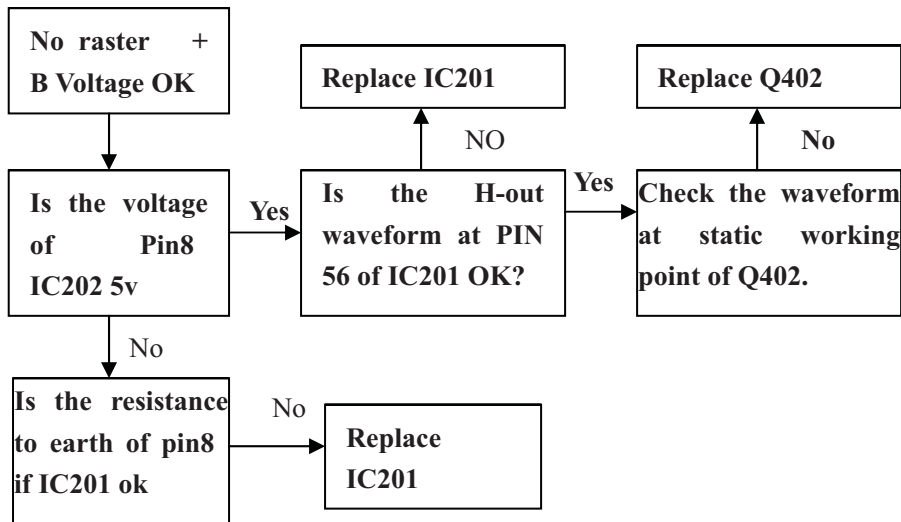 No raster +
B Voltage OK
Replace IC201
Replace Q402
NO
No
Is the voltage
of Pin8
IC202 5v
Yes
Is the H-out
waveform at PIN
56 of IC201 OK?
Yes
Check the waveform
at static working
point of Q402.
No
Is the resistance
to earth of pin8
if IC201 ok
No
Replace
IC201